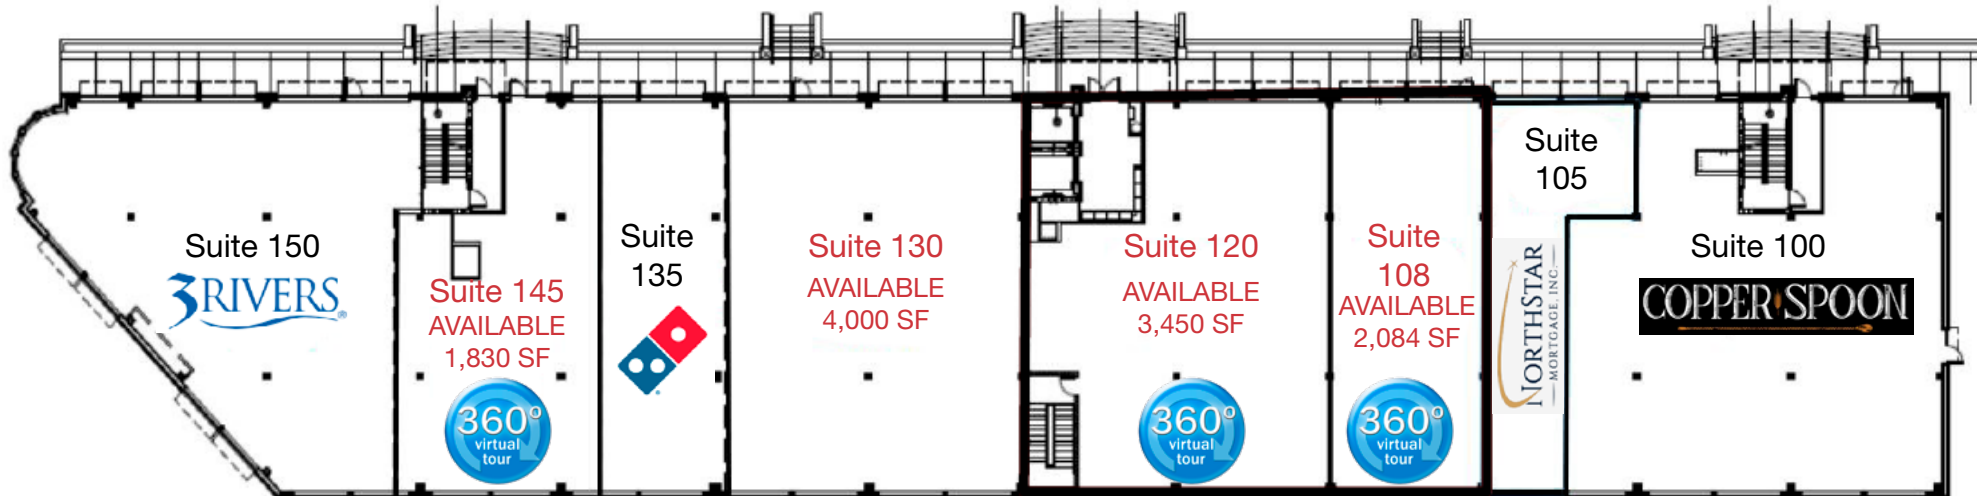 Suite 150
3RIVERS®
Suite 145
AVAILABLE
1,830 SF
360°
virtual
tour
Suite
135
Suite 130
AVAILABLE
4,000 SF
Suite 120
AVAILABLE
3,450 SF
360°
virtual
tour
Suite
108
AVAILABLE
2,084 SF
360°
virtual
tour
Suite
105
NORTHSTAR
MORTGAGE, INC.
Suite 100
COPPER SPOON